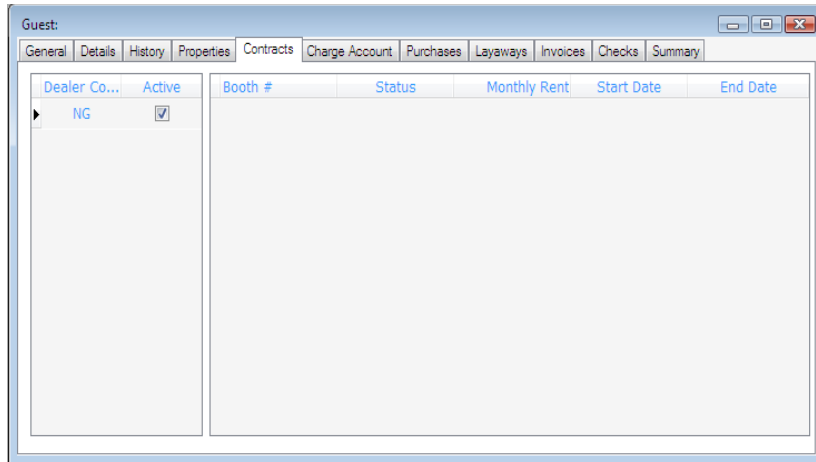 Guest:
General Details History Properties Contracts Charge Account Purchases Layaways Invoices Checks Summary
Dealer Co... Active Booth # Status Monthly Rent Start Date End Date
NG